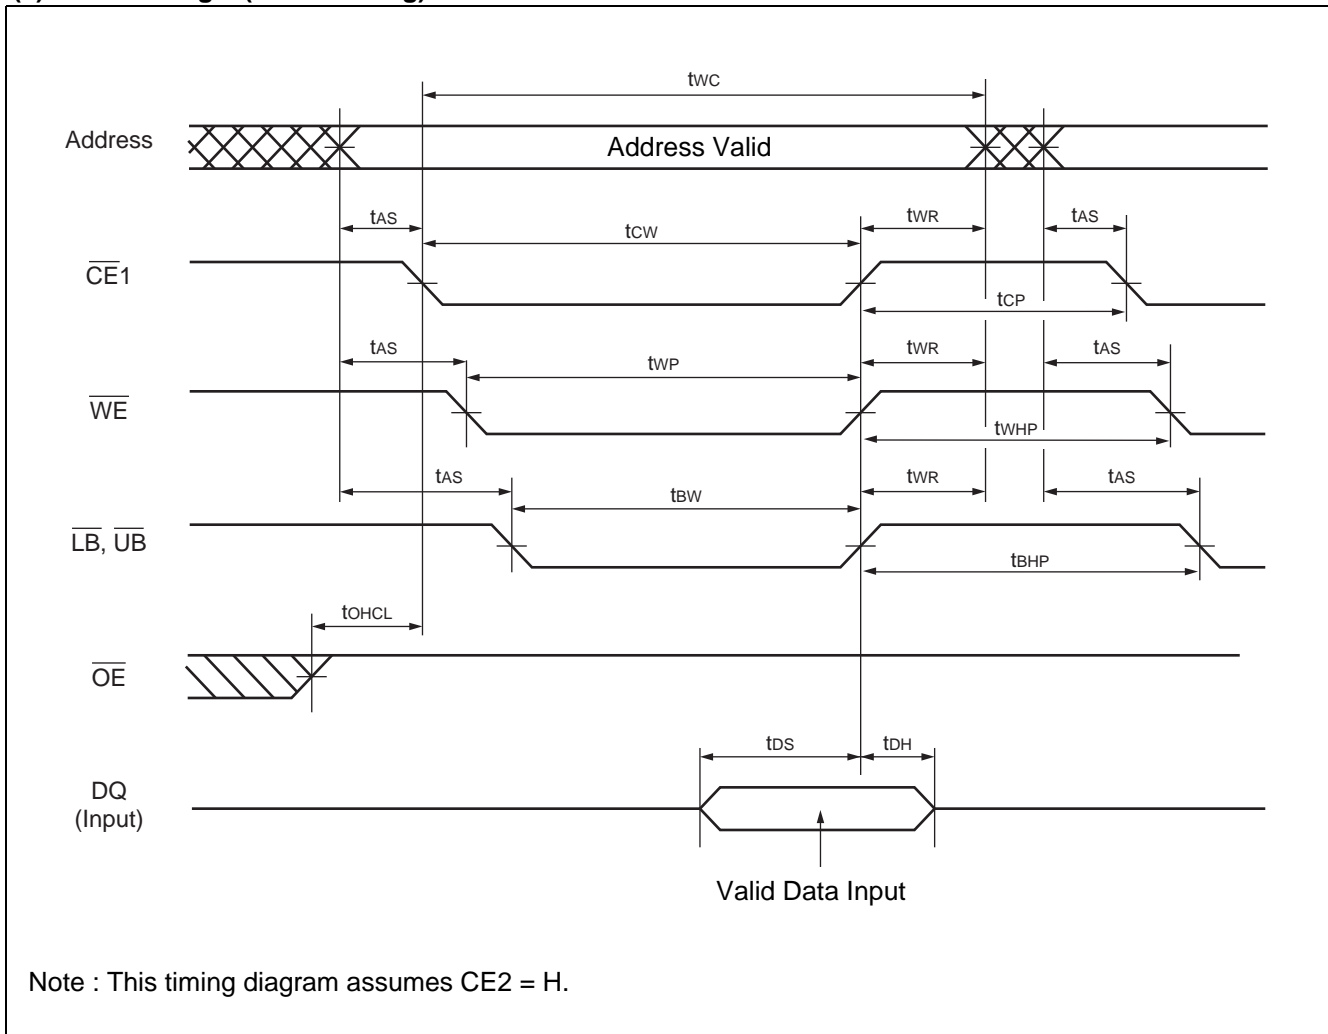 tWC
Address
Address Valid
tAS
tCW
tWR
tAS
CE1
tCP
tAS
tWP
tWR
tAS
WE
tWHP
tAS
tBW
tWR
tAS
LB, UB
tBHP
tOHCL
OE
tDS
tDH
DQ
(Input)
Valid Data Input
Note : This timing diagram assumes CE2 = H.